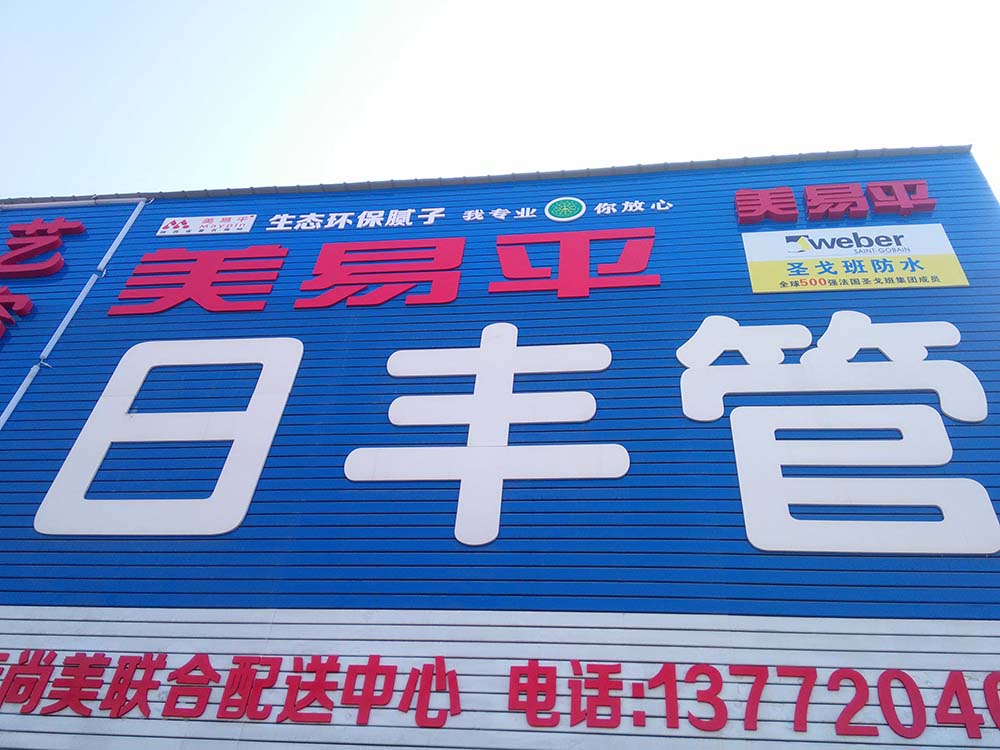 艺
美易平
Maypin
生态环保腻子 我专业 你放心
美易平
美易平
weber
SAINT-GOBAIN
圣戈班防水
全球500强法国圣戈班集团成员
日丰管
尚美联合配送中心 电话:13772040